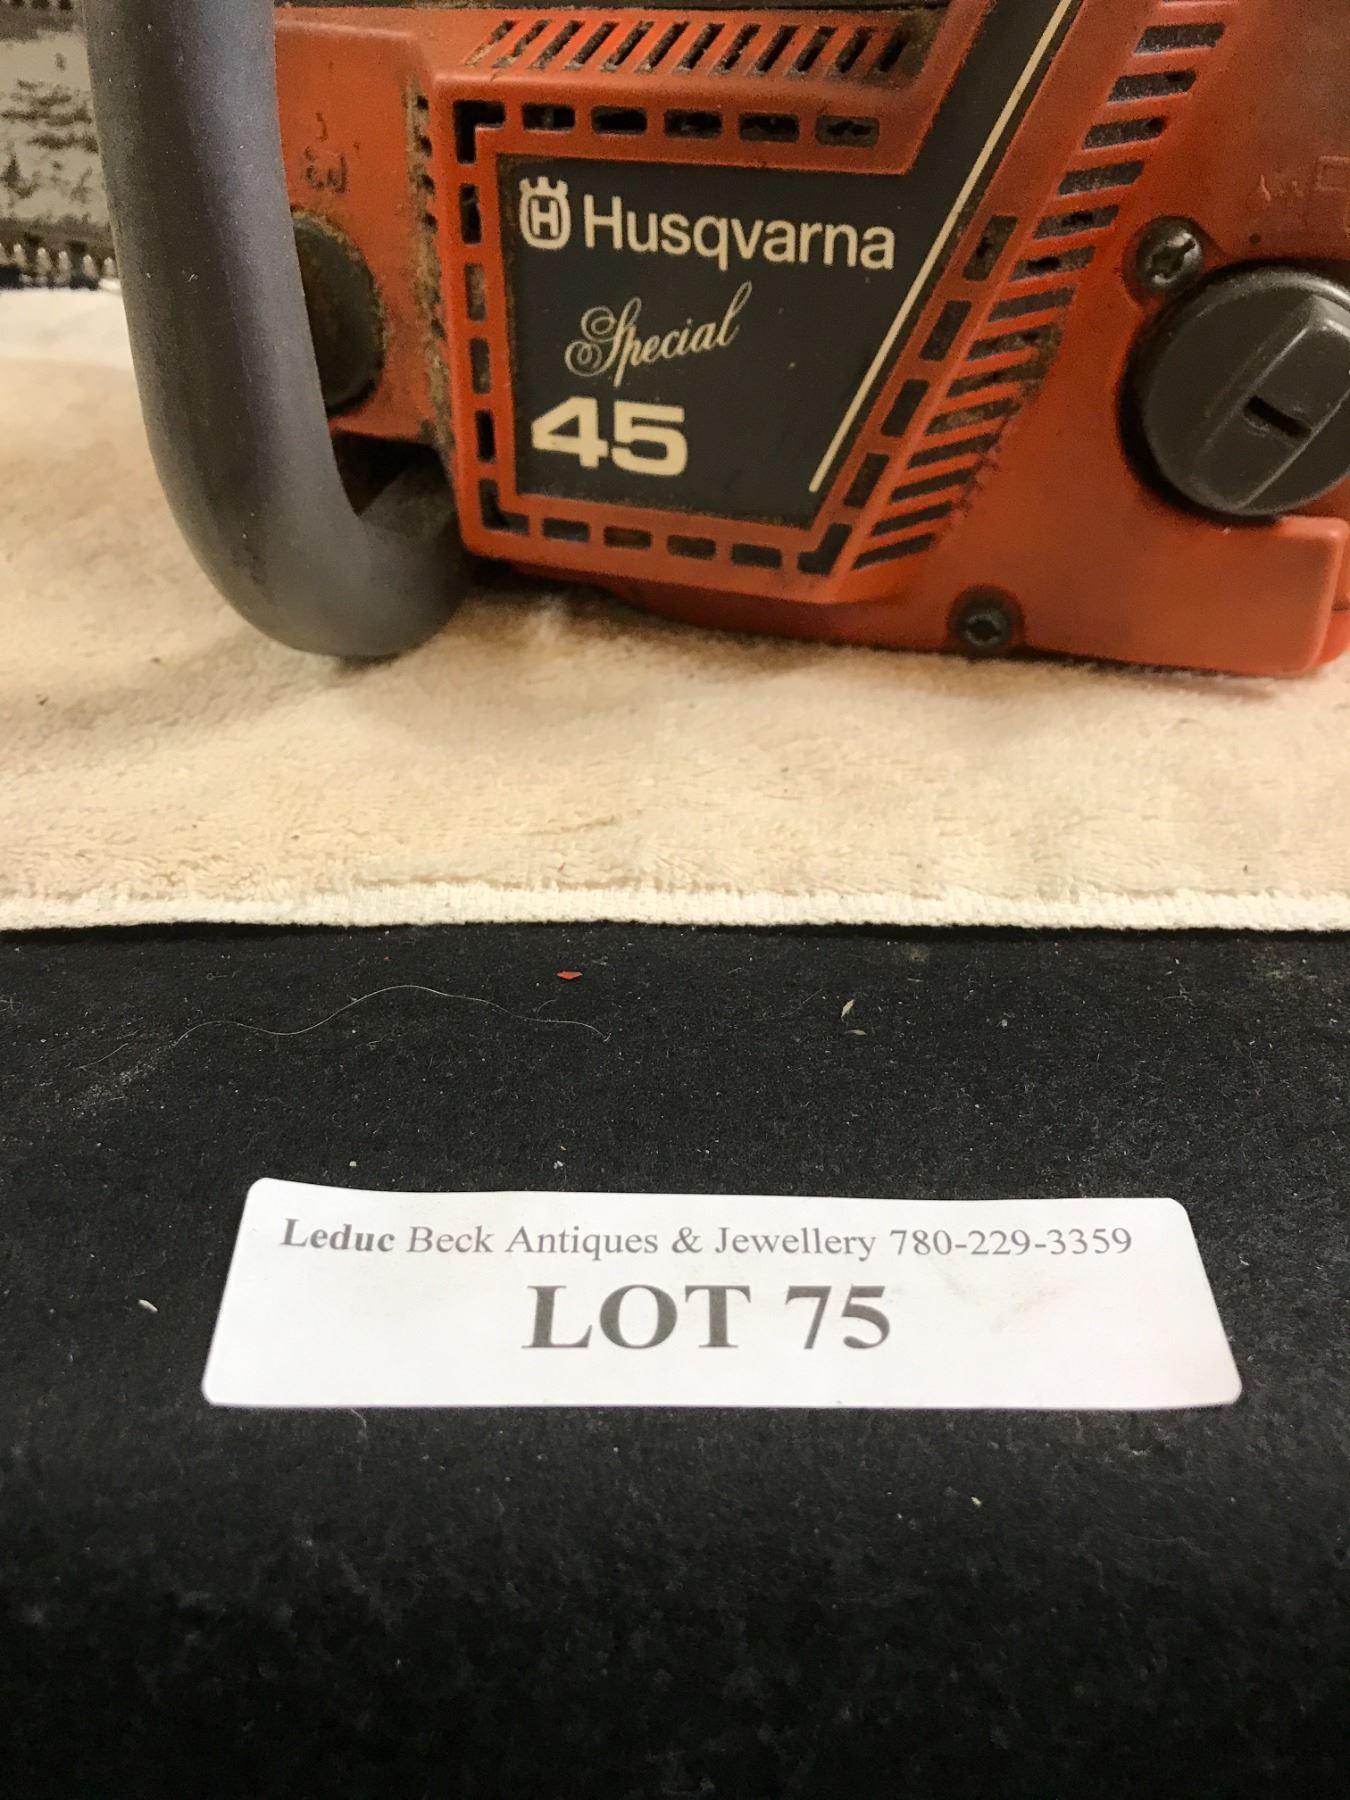 Husqvarna
Special
45
Leduc Beck Antiques & Jewellery 780-229-3359
LOT 75